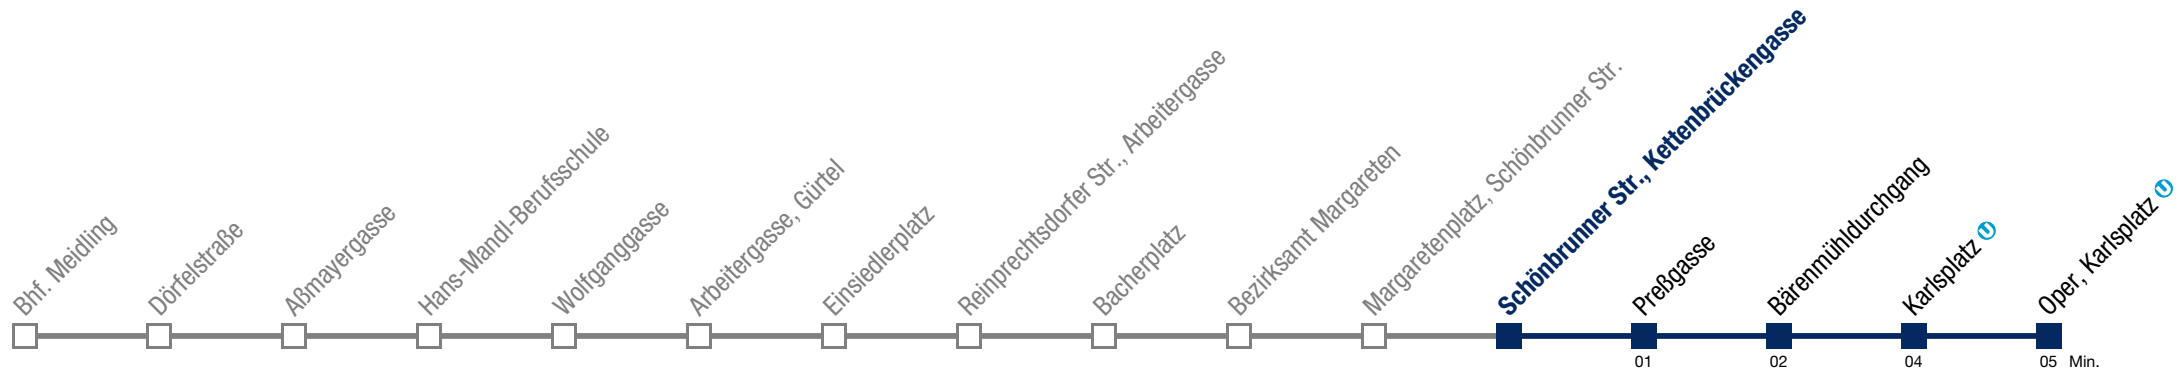 Bhf. Meidling
Dörfelstraße
Aßmayergasse
Hans-Mandl-Berufsschule
Wolfganggasse
Arbeitergasse, Gürtel
Einsiedlerplatz
Reinprechtsdorfer Str., Arbeitergasse
Bacherplatz
Bezirksamt Margareten
Margaretenplatz, Schönbrunner Str.
Schönbrunner Str., Kettenbrückengasse
Preßgasse
Bärenmühldurchgang
Karlsplatz U
Oper, Karlsplatz U
01 02 04 05 Min.